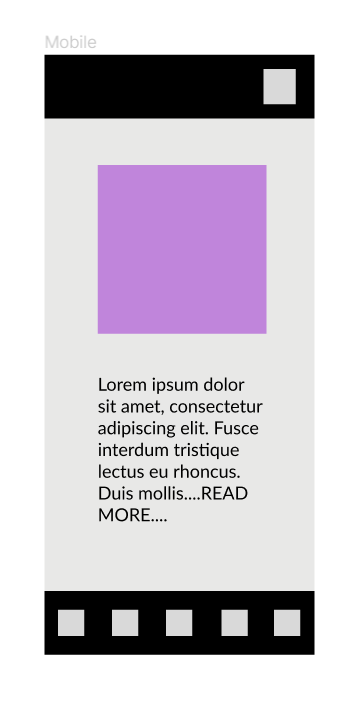 Mobile
Lorem ipsum dolor
sit amet, consectetur
adipiscing elit. Fusce
interdum tristique
lectus eu rhoncus.
Duis mollis....READ
MORE....